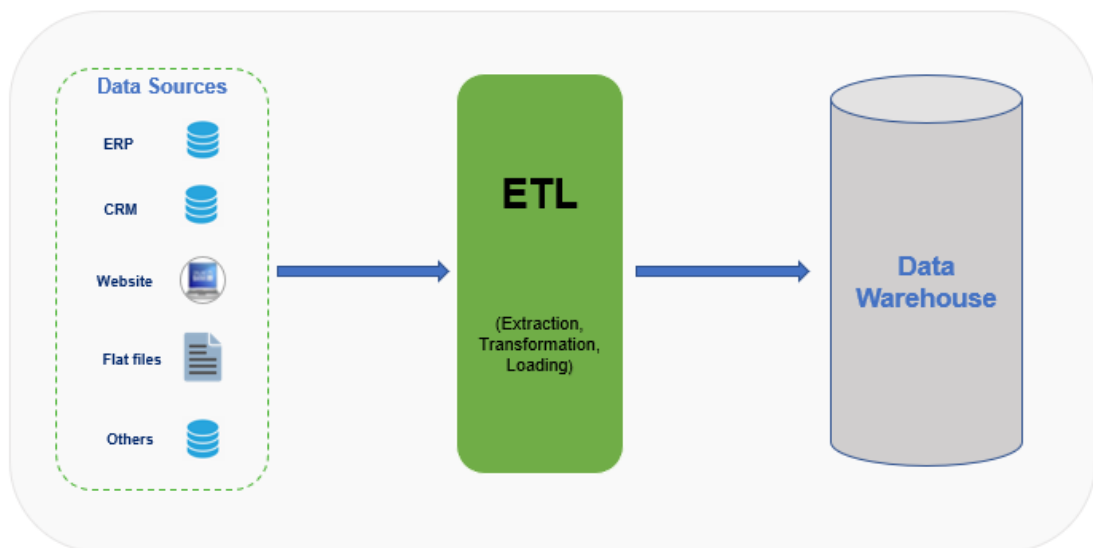 Data Sources
ERP
CRM
Website
Flat files
Others
ETL
(Extraction,
Transformation,
Loading)
Data
Warehouse